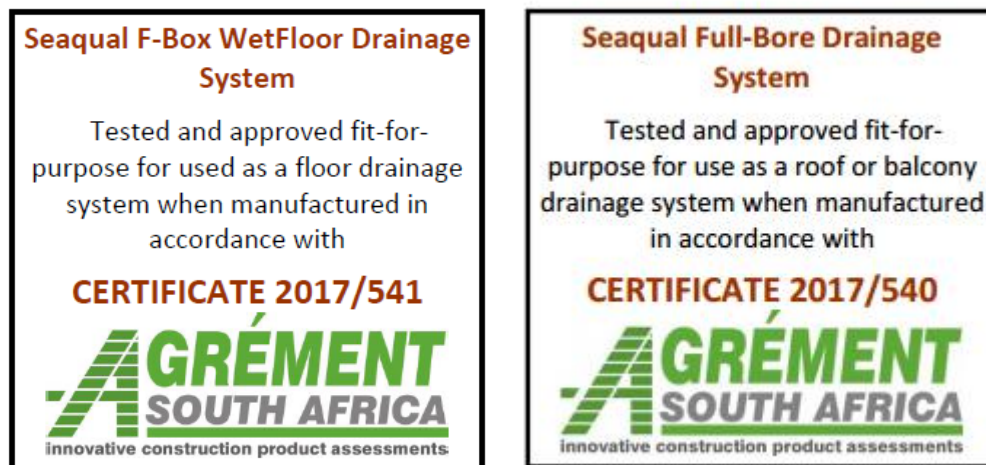 Seaqual F-Box WetFloor Drainage
System
Tested and approved fit-for-
purpose for used as a floor drainage
system when manufactured in
accordance with
CERTIFICATE 2017/541
AGRÉMENT
SOUTH AFRICA
innovative construction product assessments
Seaqual Full-Bore Drainage
System
Tested and approved fit-for-
purpose for use as a roof or balcony
drainage system when manufactured
in accordance with
CERTIFICATE 2017/540
AGRÉMENT
SOUTH AFRICA
innovative construction product assessments